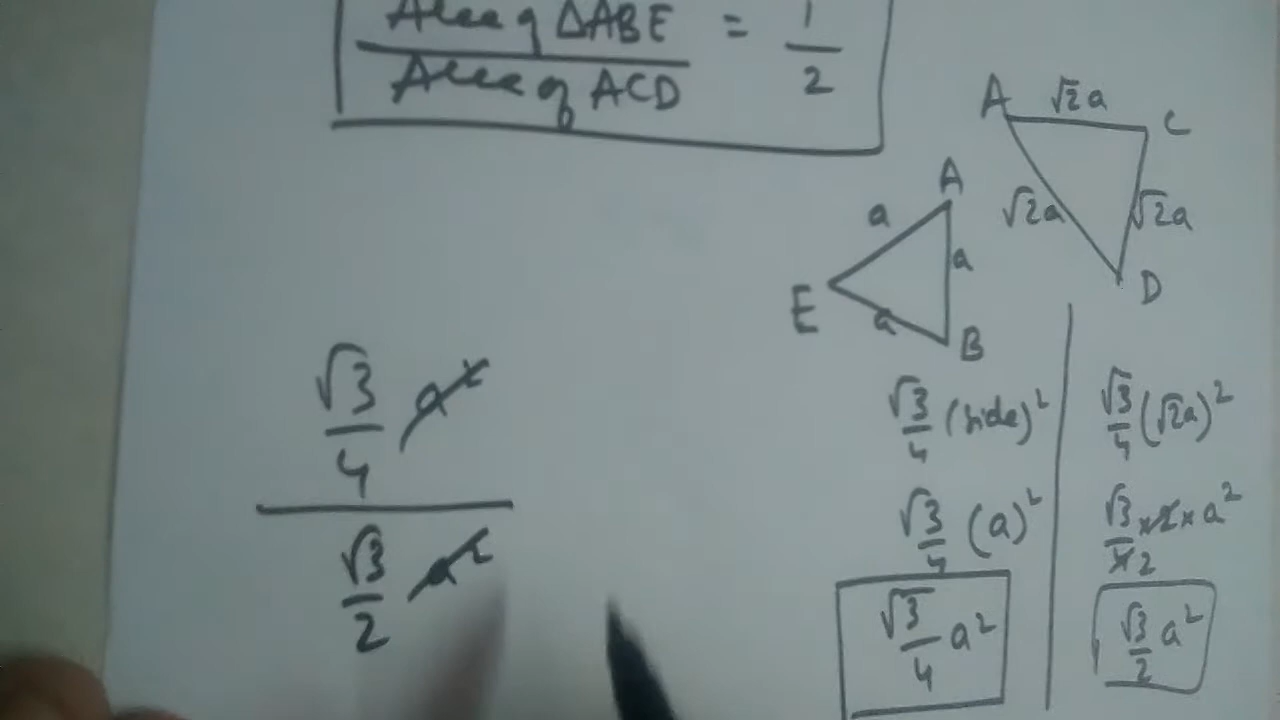 Area of ΔABE = 1
Area of ACD 2
A √2a C
√2a √2a
D
A
a a
E a B
√3/4 a²
√3/2 a²
√3/4 (side)²
√3/4 (a)²
√3/4 a²
√3/4 (√2a)²
√3/4 × 2 × a²
2
√3/2 a²